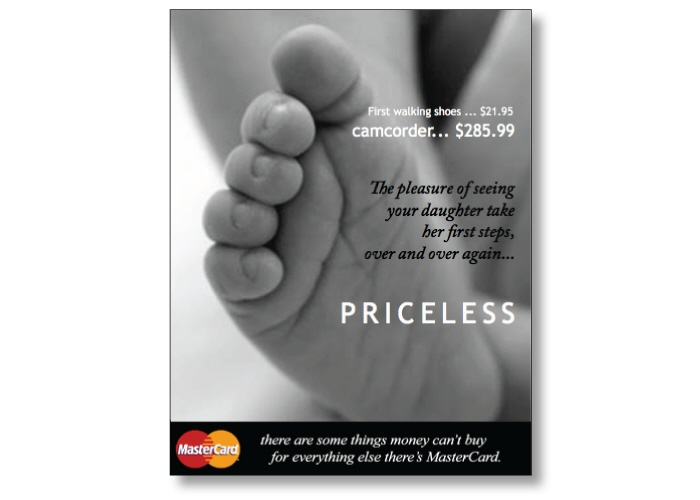 First walking shoes ... $21.95
camcorder... $285.99
The pleasure of seeing
your daughter take
her first steps,
over and over again...
PRICELESS
MasterCard
there are some things money can't buy
for everything else there's MasterCard.